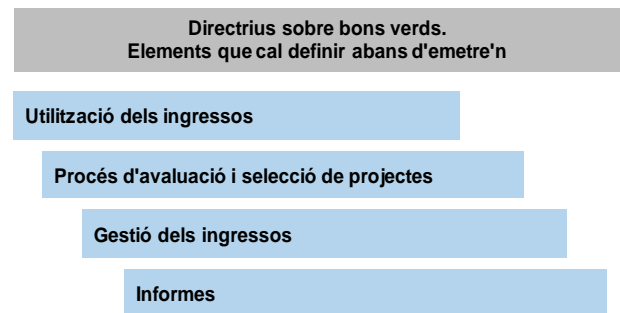 Directrius sobre bons verds.
Elements que cal definir abans d'emetre'n
Utilització dels ingressos
Procés d'avaluació i selecció de projectes
Gestió dels ingressos
Informes